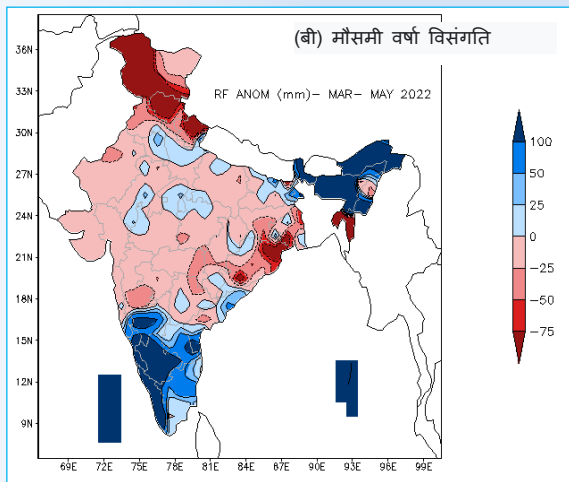 (बी) मौसमी वर्षा विसंगति
RF ANOM (mm)– MAR– MAY 2022
36N
33N
30N
27N
24N
21N
18N
15N
12N
9N
69E 72E 75E 78E 81E 84E 87E 90E 93E 96E 99E
100
50
25
0
−25
−50
−75